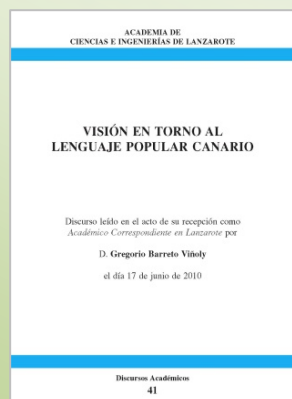 ACADEMIA DE
CIENCIAS E INGENIERÍAS DE LANZAROTE
VISIÓN EN TORNO AL
LENGUAJE POPULAR CANARIO
Discurso leído en el acto de su recepción como
Académico Correspondiente en Lanzarote por
D. Gregorio Barreto Viñoly
el día 17 de junio de 2010
Discursos Académicos
41